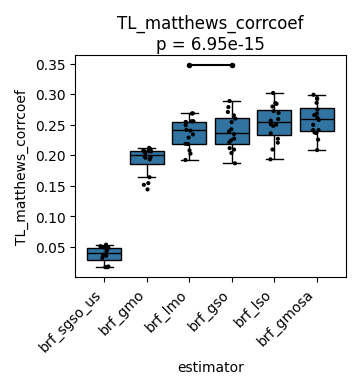 TL_matthews_corrcoef
p = 6.95e-15
TL_matthews_corrcoef
0.35
0.30
0.25
0.20
0.15
0.10
0.05
brf_sgso_us
brf_gmo
brf_lmo
brf_gso
brf_lso
brf_gmosa
estimator